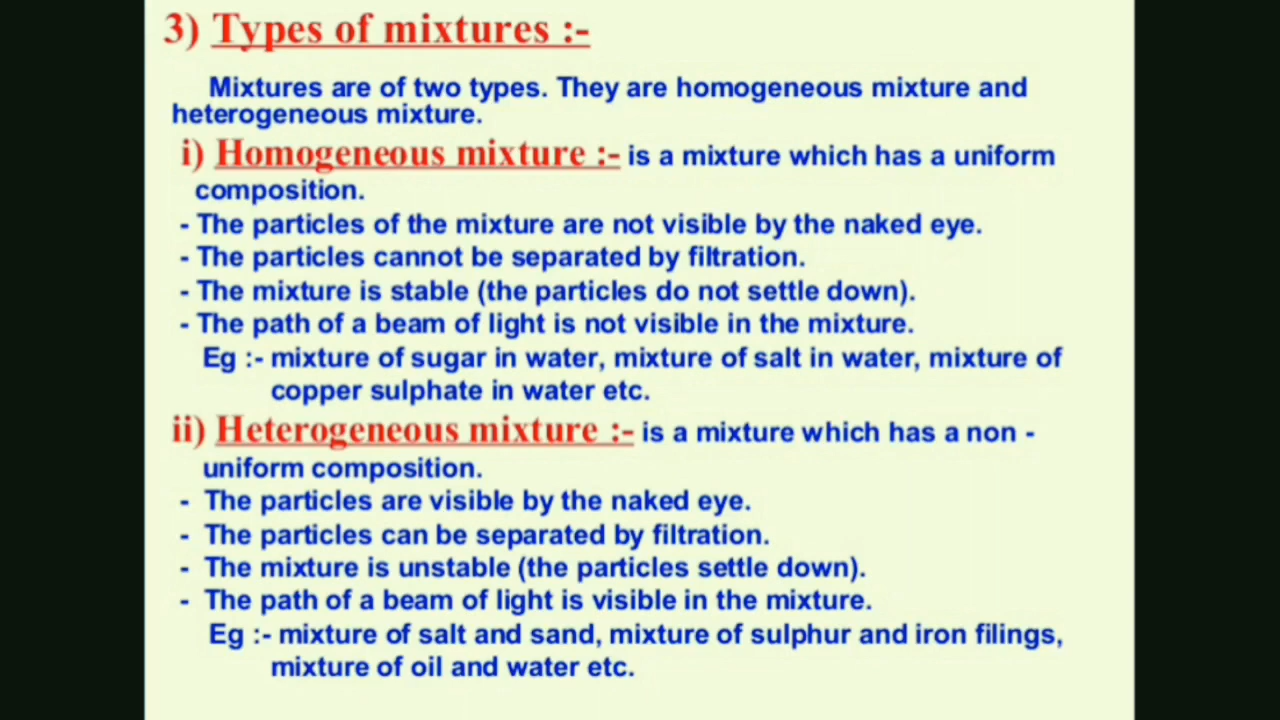 3) Types of mixtures :-
Mixtures are of two types. They are homogeneous mixture and
heterogeneous mixture.
i) Homogeneous mixture :- is a mixture which has a uniform
composition.
- The particles of the mixture are not visible by the naked eye.
- The particles cannot be separated by filtration.
- The mixture is stable (the particles do not settle down).
- The path of a beam of light is not visible in the mixture.
Eg :- mixture of sugar in water, mixture of salt in water, mixture of
copper sulphate in water etc.
ii) Heterogeneous mixture :- is a mixture which has a non -
uniform composition.
- The particles are visible by the naked eye.
- The particles can be separated by filtration.
- The mixture is unstable (the particles settle down).
- The path of a beam of light is visible in the mixture.
Eg :- mixture of salt and sand, mixture of sulphur and iron filings,
mixture of oil and water etc.